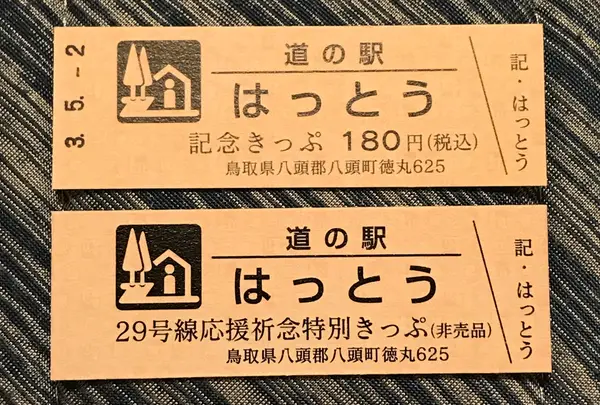 3. 5. -2
道の駅
はっとう
記念きっぷ 180円(税込)
鳥取県八頭郡八頭町徳丸625
記・はっとう
道の駅
はっとう
29号線応援祈念特別きっぷ(非売品)
鳥取県八頭郡八頭町徳丸625
記・はっとう